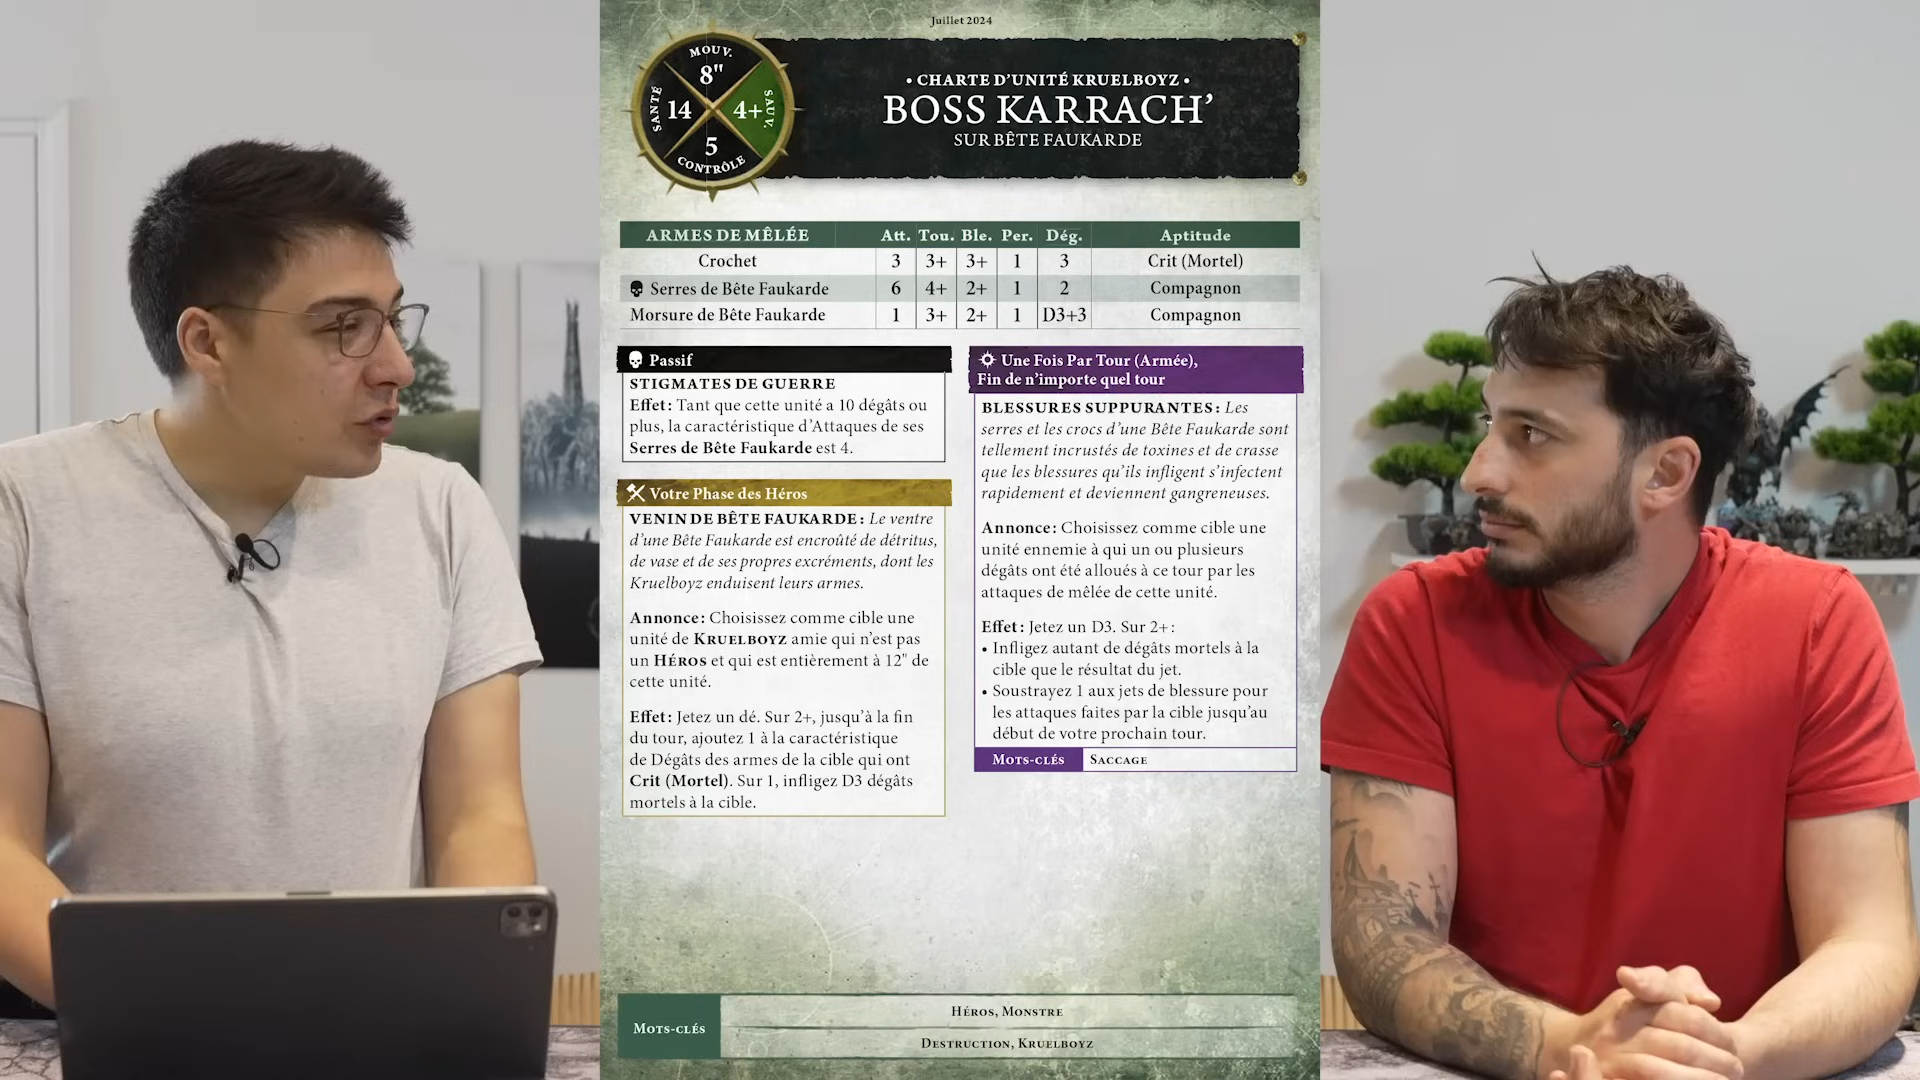 Juillet 2024
MOUV.
8"
SANTÉ
14
4+
SAUV.
5
CONTRÔLE
• CHARTE D'UNITÉ KRUELBOYZ •
BOSS KARRACH'
SUR BÊTE FAUKARDE
ARMES DE MÊLÉE Att. Tou. Ble. Per. Dég. Aptitude
Crochet 3 3+ 3+ 1 3 Crit (Mortel)
Serres de Bête Faukarde 6 4+ 2+ 1 2 Compagnon
Morsure de Bête Faukarde 1 3+ 2+ 1 D3+3 Compagnon
Passif
STIGMATES DE GUERRE
Effet : Tant que cette unité a 10 dégâts ou
plus, la caractéristique d'Attaques de ses
Serres de Bête Faukarde est 4.
Votre Phase des Héros
VENIN DE BÊTE FAUKARDE : Le ventre
d'une Bête Faukarde est encroûté de détritus,
de vase et de ses propres excréments, dont les
Kruelboyz enduisent leurs armes.
Annonce : Choisissez comme cible une
unité de KRUELBOYZ amie qui n'est pas
un HÉROS et qui est entièrement à 12" de
cette unité.
Effet : Jetez un dé. Sur 2+, jusqu'à la fin
du tour, ajoutez 1 à la caractéristique
de Dégâts des armes de la cible qui ont
Crit (Mortel). Sur 1, infligez D3 dégâts
mortels à la cible.
Une Fois Par Tour (Armée),
Fin de n'importe quel tour
BLESSURES SUPPURANTES : Les
serres et les crocs d'une Bête Faukarde sont
tellement incrustés de toxines et de crasse
que les blessures qu'ils infligent s'infectent
rapidement et deviennent gangreneuses.
Annonce : Choisissez comme cible une
unité ennemie à qui un ou plusieurs
dégâts ont été alloués à ce tour par les
attaques de mêlée de cette unité.
Effet : Jetez un D3. Sur 2+ :
• Infligez autant de dégâts mortels à la
cible que le résultat du jet.
• Soustrayez 1 aux jets de blessure pour
les attaques faites par la cible jusqu'au
début de votre prochain tour.
MOTS-CLÉS SACCAGE
MOTS-CLÉS
HÉROS, MONSTRE
DESTRUCTION, KRUELBOYZ